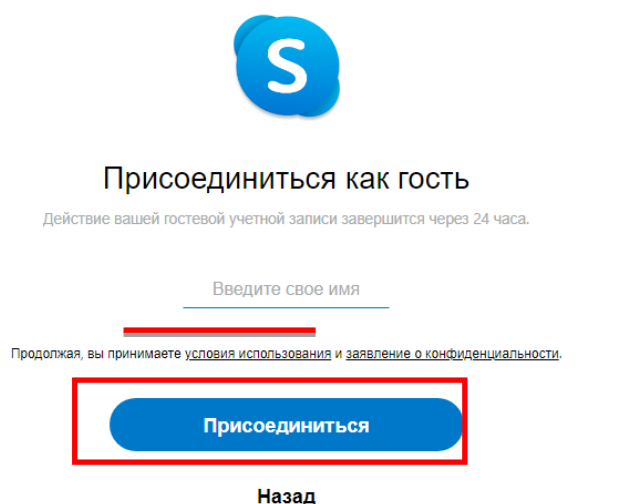 S
Присоединиться как гость
Действие вашей гостевой учетной записи завершится через 24 часа.
Введите свое имя
Продолжая, вы принимаете условия использования и заявление о конфиденциальности.
Присоединиться
Назад